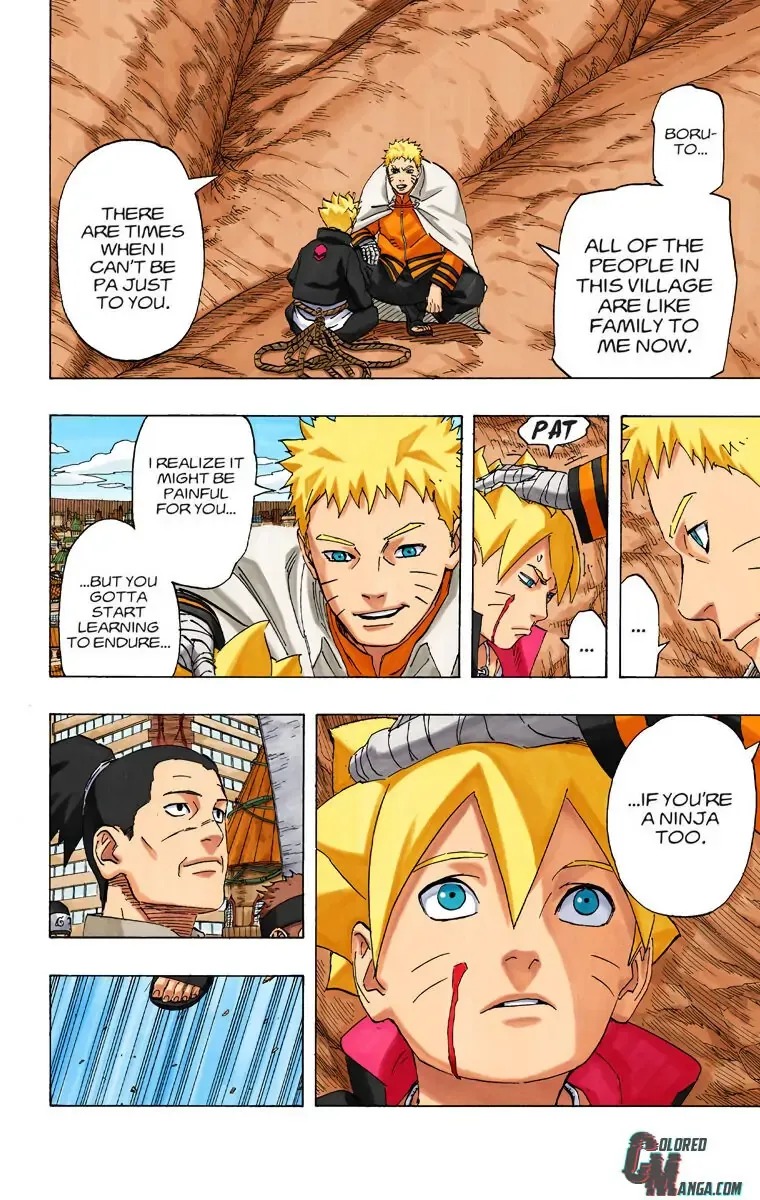 BORU-
TO...
ALL OF THE
PEOPLE IN
THIS VILLAGE
ARE LIKE
FAMILY TO
ME NOW.
THERE
ARE TIMES
WHEN I
CAN'T BE
PA JUST
TO YOU.
...
PAT
...
I REALIZE IT
MIGHT BE
PAINFUL
FOR YOU...
...BUT YOU
GOTTA
START
LEARNING
TO ENDURE...
...IF YOU'RE
A NINJA
TOO.
COLORED
MANGA.COM